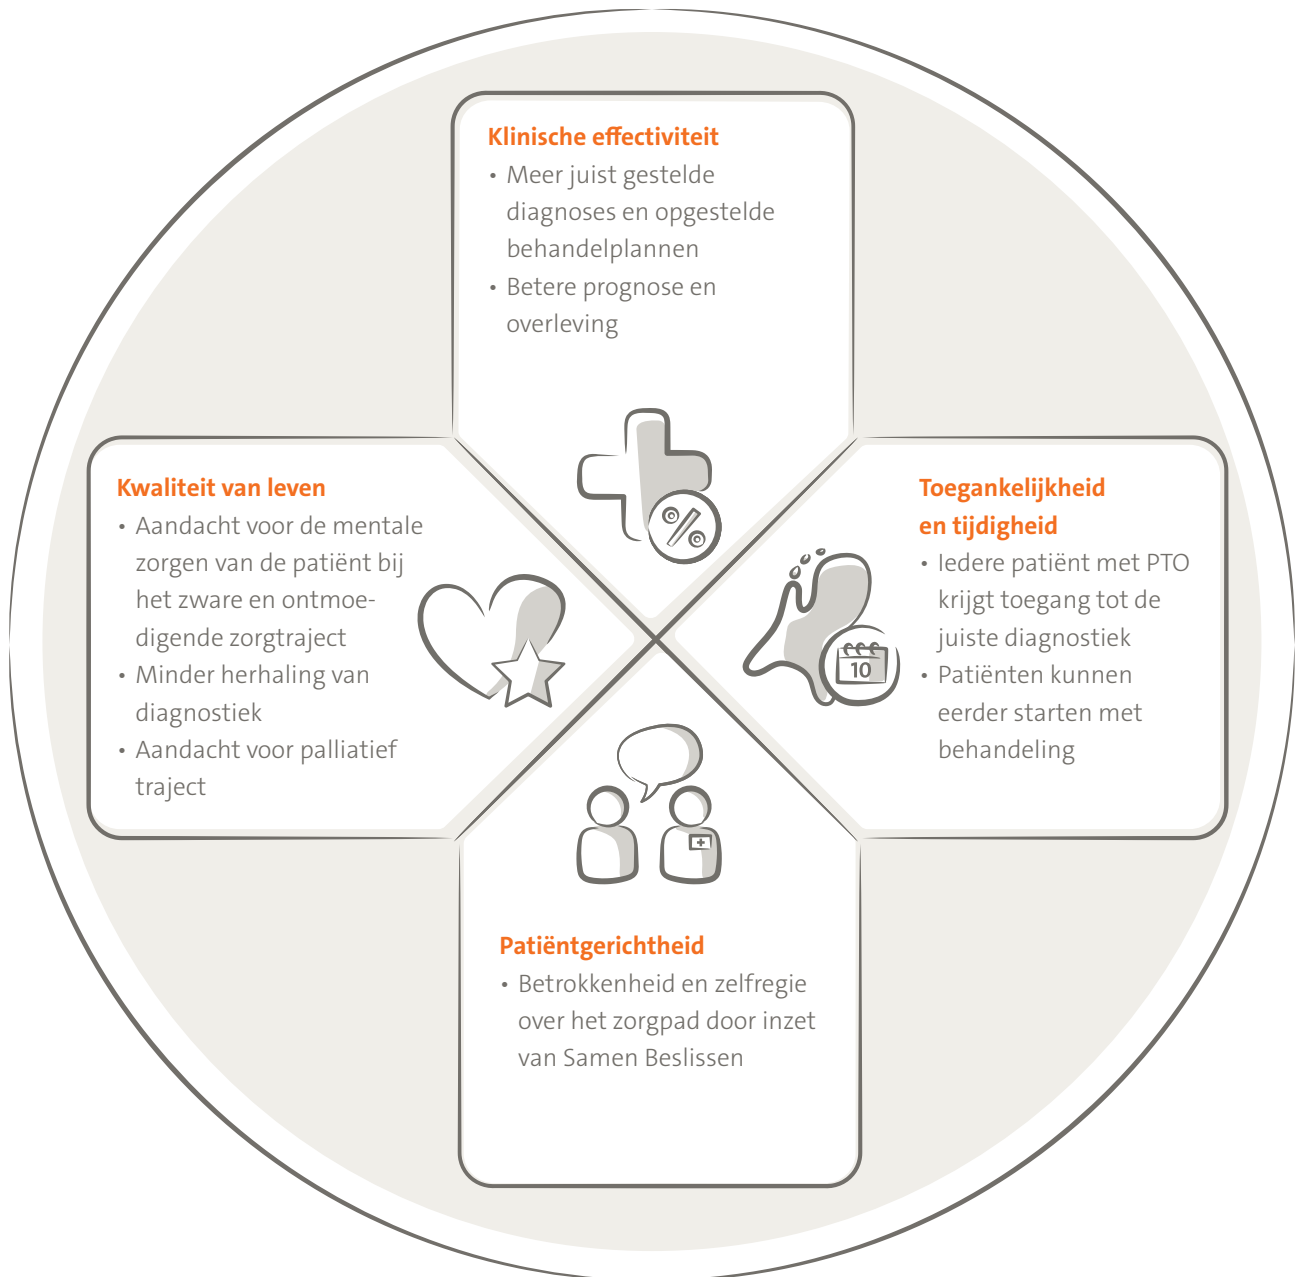 Klinische effectiviteit
• Meer juist gestelde
diagnoses en opgestelde
behandelplannen
• Betere prognose en
overleving
Kwaliteit van leven
• Aandacht voor de mentale
zorgen van de patiënt bij
het zware en ontmoe-
digende zorgtraject
• Minder herhaling van
diagnostiek
• Aandacht voor palliatief
traject
Toegankelijkheid
en tijdigheid
• Iedere patiënt met PTO
krijgt toegang tot de
juiste diagnostiek
• Patiënten kunnen
eerder starten met
behandeling
%
10
Patiëntgerichtheid
• Betrokkenheid en zelfregie
over het zorgpad door inzet
van Samen Beslissen